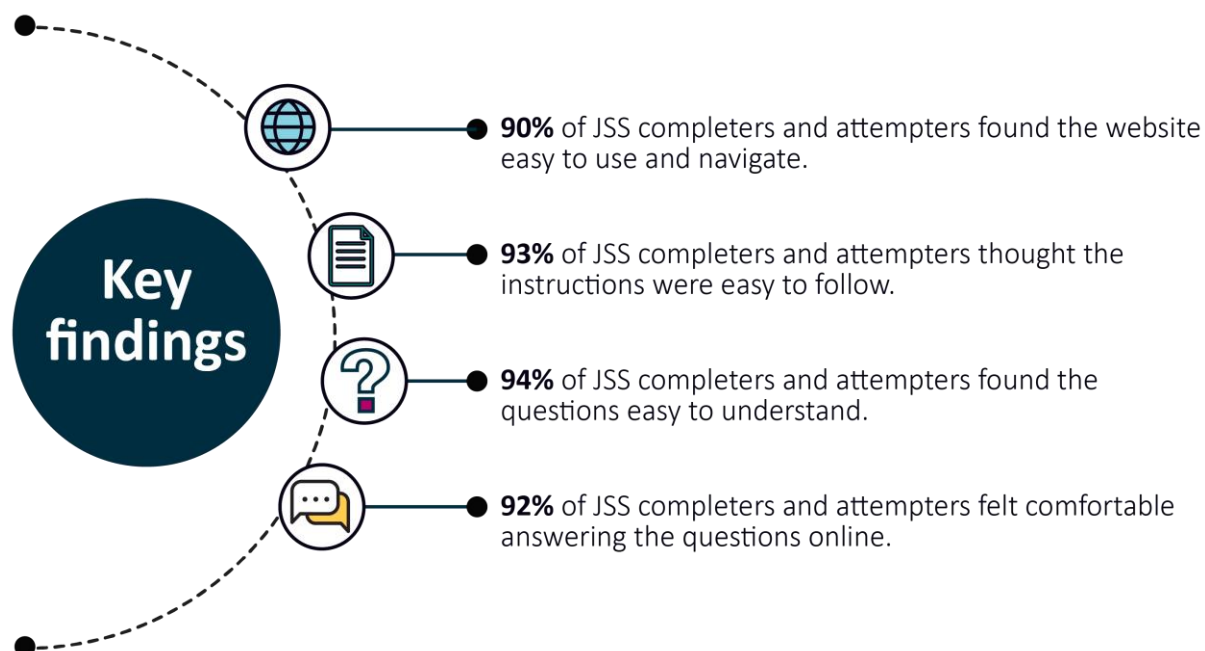 Key
findings
90% of JSS completers and attempters found the website
easy to use and navigate.
93% of JSS completers and attempters thought the
instructions were easy to follow.
94% of JSS completers and attempters found the
questions easy to understand.
92% of JSS completers and attempters felt comfortable
answering the questions online.